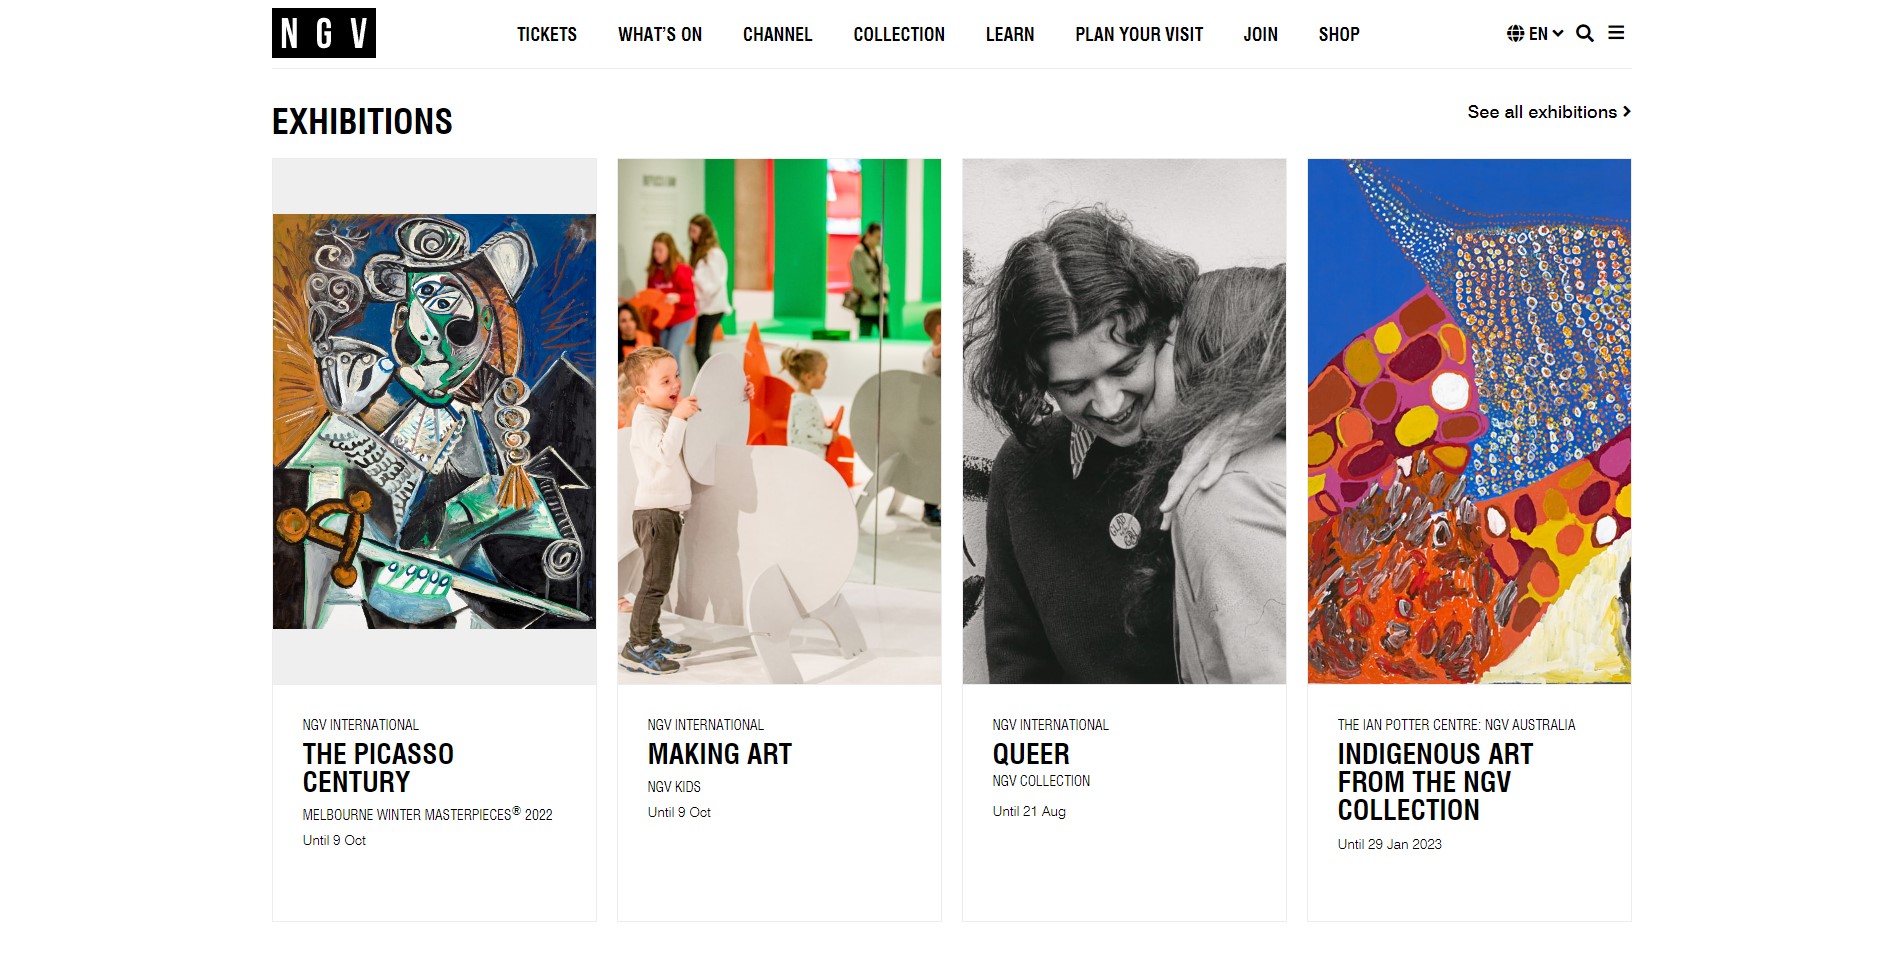 NGV
TICKETS
WHAT'S ON
CHANNEL
COLLECTION
LEARN
PLAN YOUR VISIT
JOIN
SHOP
EN
EXHIBITIONS
See all exhibitions
NGV INTERNATIONAL
THE PICASSO
CENTURY
MELBOURNE WINTER MASTERPIECES® 2022
Until 9 Oct
NGV INTERNATIONAL
MAKING ART
NGV KIDS
Until 9 Oct
NGV INTERNATIONAL
QUEER
NGV COLLECTION
Until 21 Aug
THE IAN POTTER CENTRE: NGV AUSTRALIA
INDIGENOUS ART
FROM THE NGV
COLLECTION
Until 29 Jan 2023